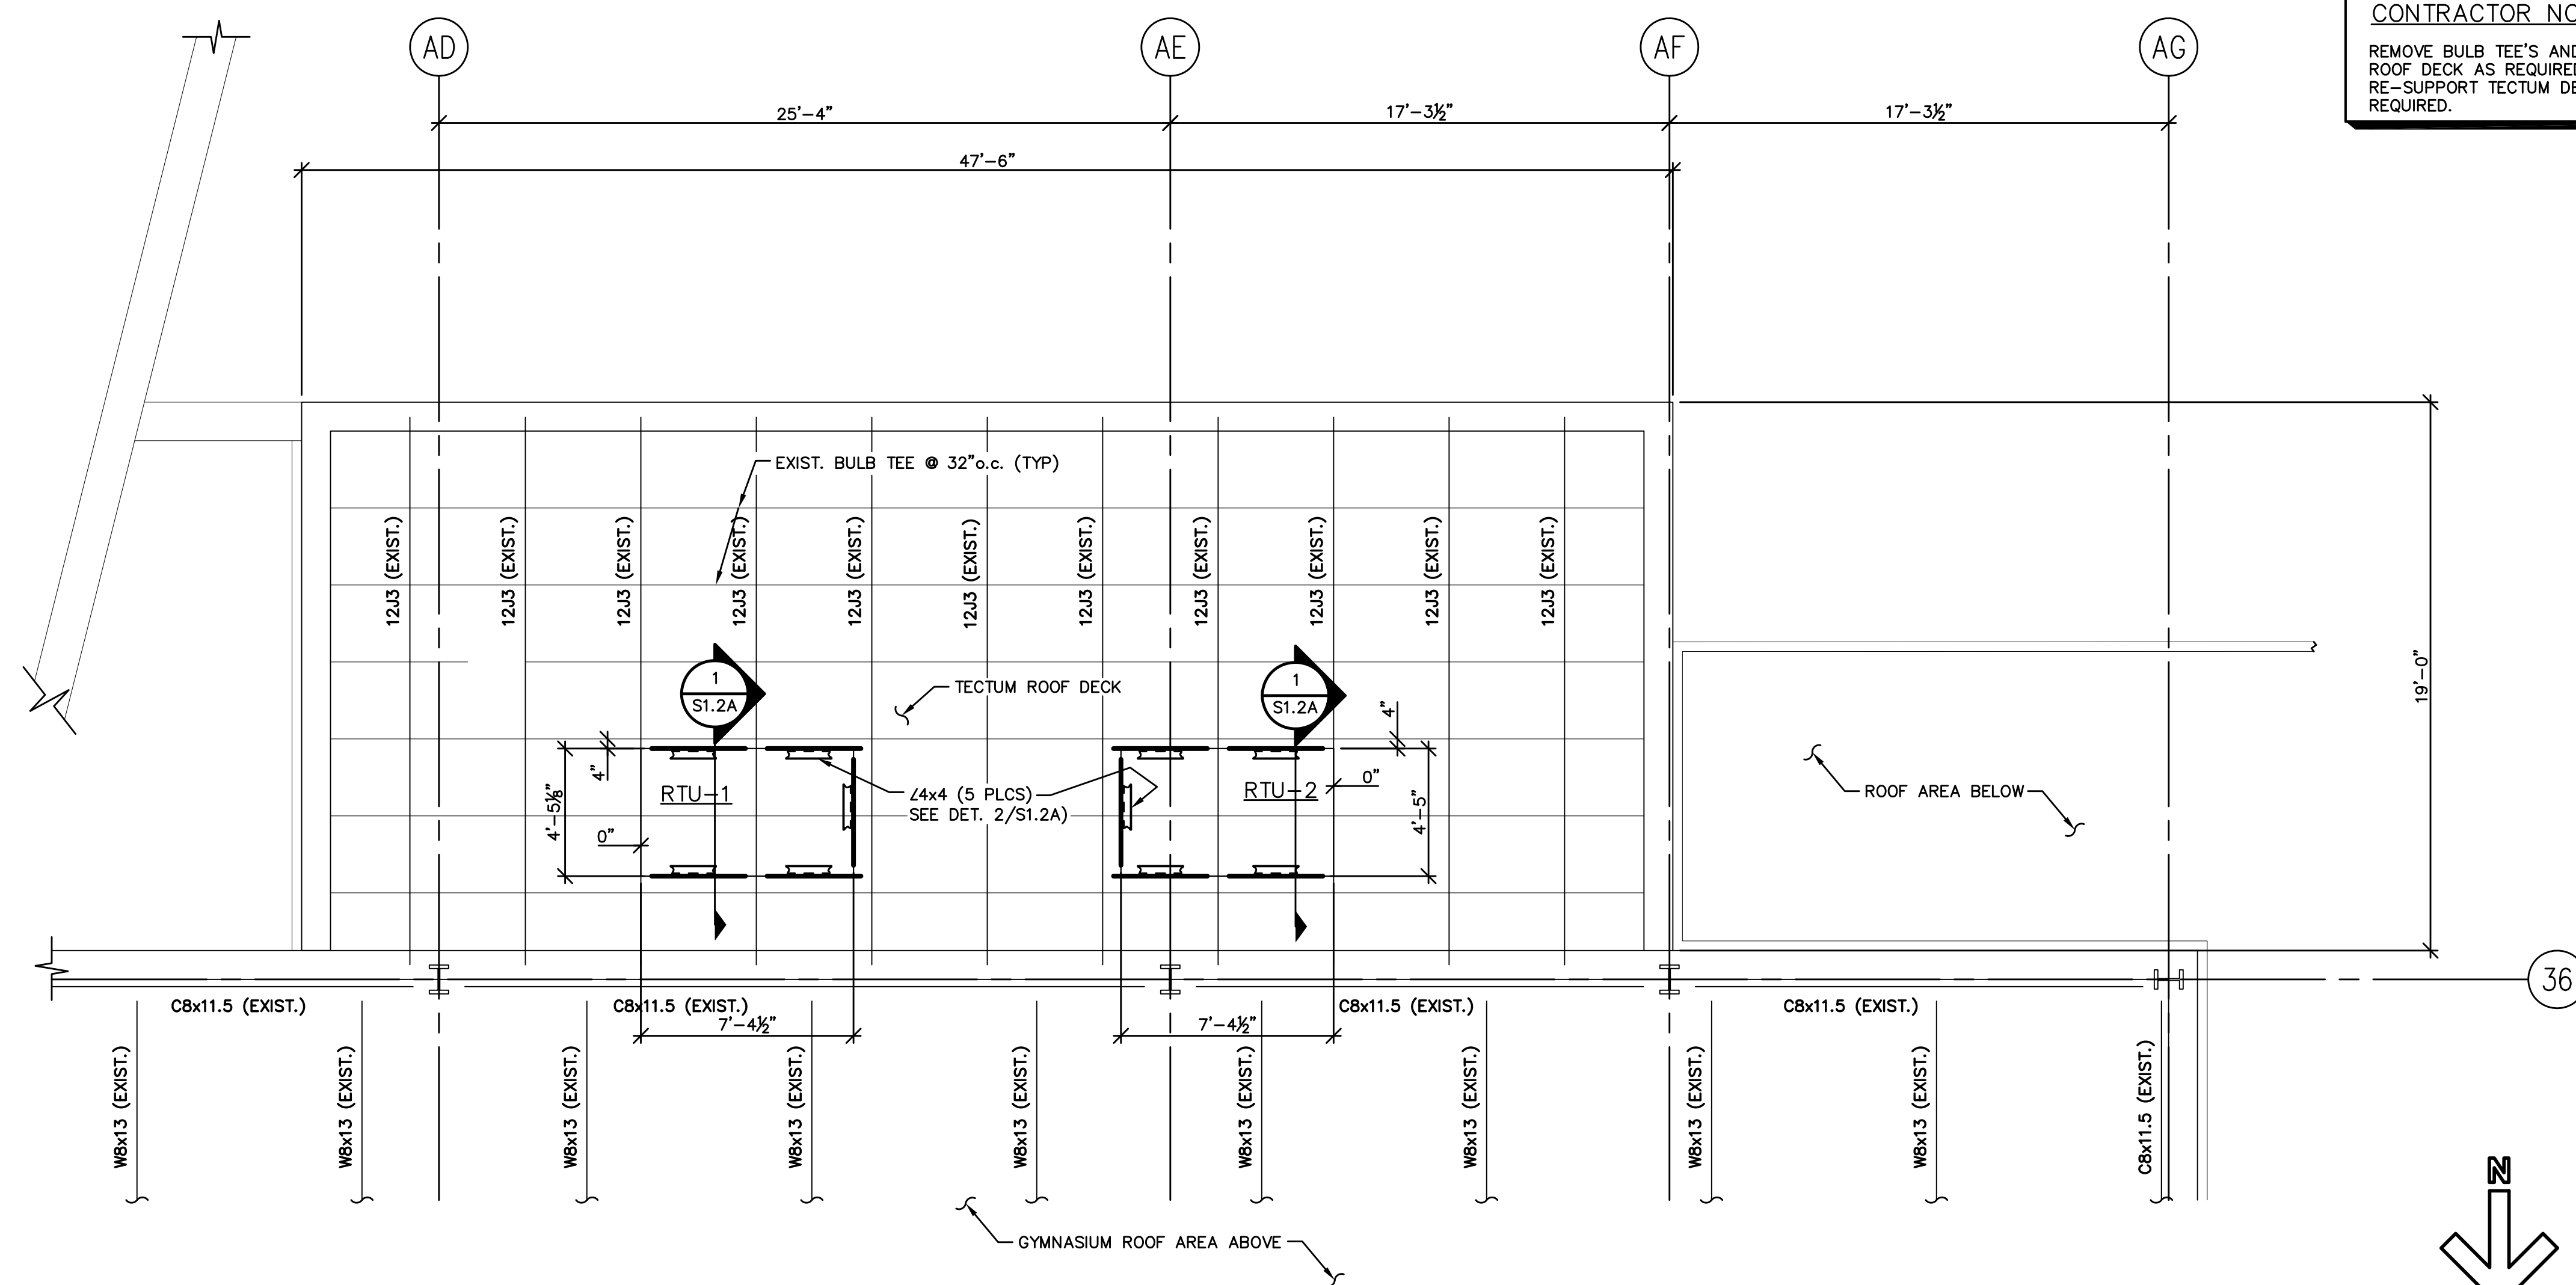 CONTRACTOR
REMOVE BULB TEE'S
ROOF DECK AS
RE-SUPPORT TECTUM
REQUIRED.
AD
AE
AF
AG
25'-4"
17'-3½"
17'-3½"
47'-6"
EXIST. BULB TEE @ 32"o.c. (TYP)
12J3 (EXIST.)
12J3 (EXIST.)
12J3 (EXIST.)
12J3 (EXIST.)
12J3 (EXIST.)
12J3 (EXIST.)
12J3 (EXIST.)
12J3 (EXIST.)
12J3 (EXIST.)
12J3 (EXIST.)
12J3 (EXIST.)
1
S1.2A
1
S1.2A
TECTUM ROOF DECK
19'-0"
4"
4"
4'-5⅛"
RTU-1
0"
∠4x4 (5 PLCS)
SEE DET. 2/S1.2A)
RTU-2
0"
4'-5"
ROOF AREA BELOW
36
C8x11.5 (EXIST.)
C8x11.5 (EXIST.)
C8x11.5 (EXIST.)
C8x11.5 (EXIST.)
7'-4½"
7'-4½"
W8x13 (EXIST.)
W8x13 (EXIST.)
W8x13 (EXIST.)
W8x13 (EXIST.)
W8x13 (EXIST.)
W8x13 (EXIST.)
W8x13 (EXIST.)
W8x13 (EXIST.)
W8x13 (EXIST.)
C8x11.5 (EXIST.)
N
GYMNASIUM ROOF AREA ABOVE